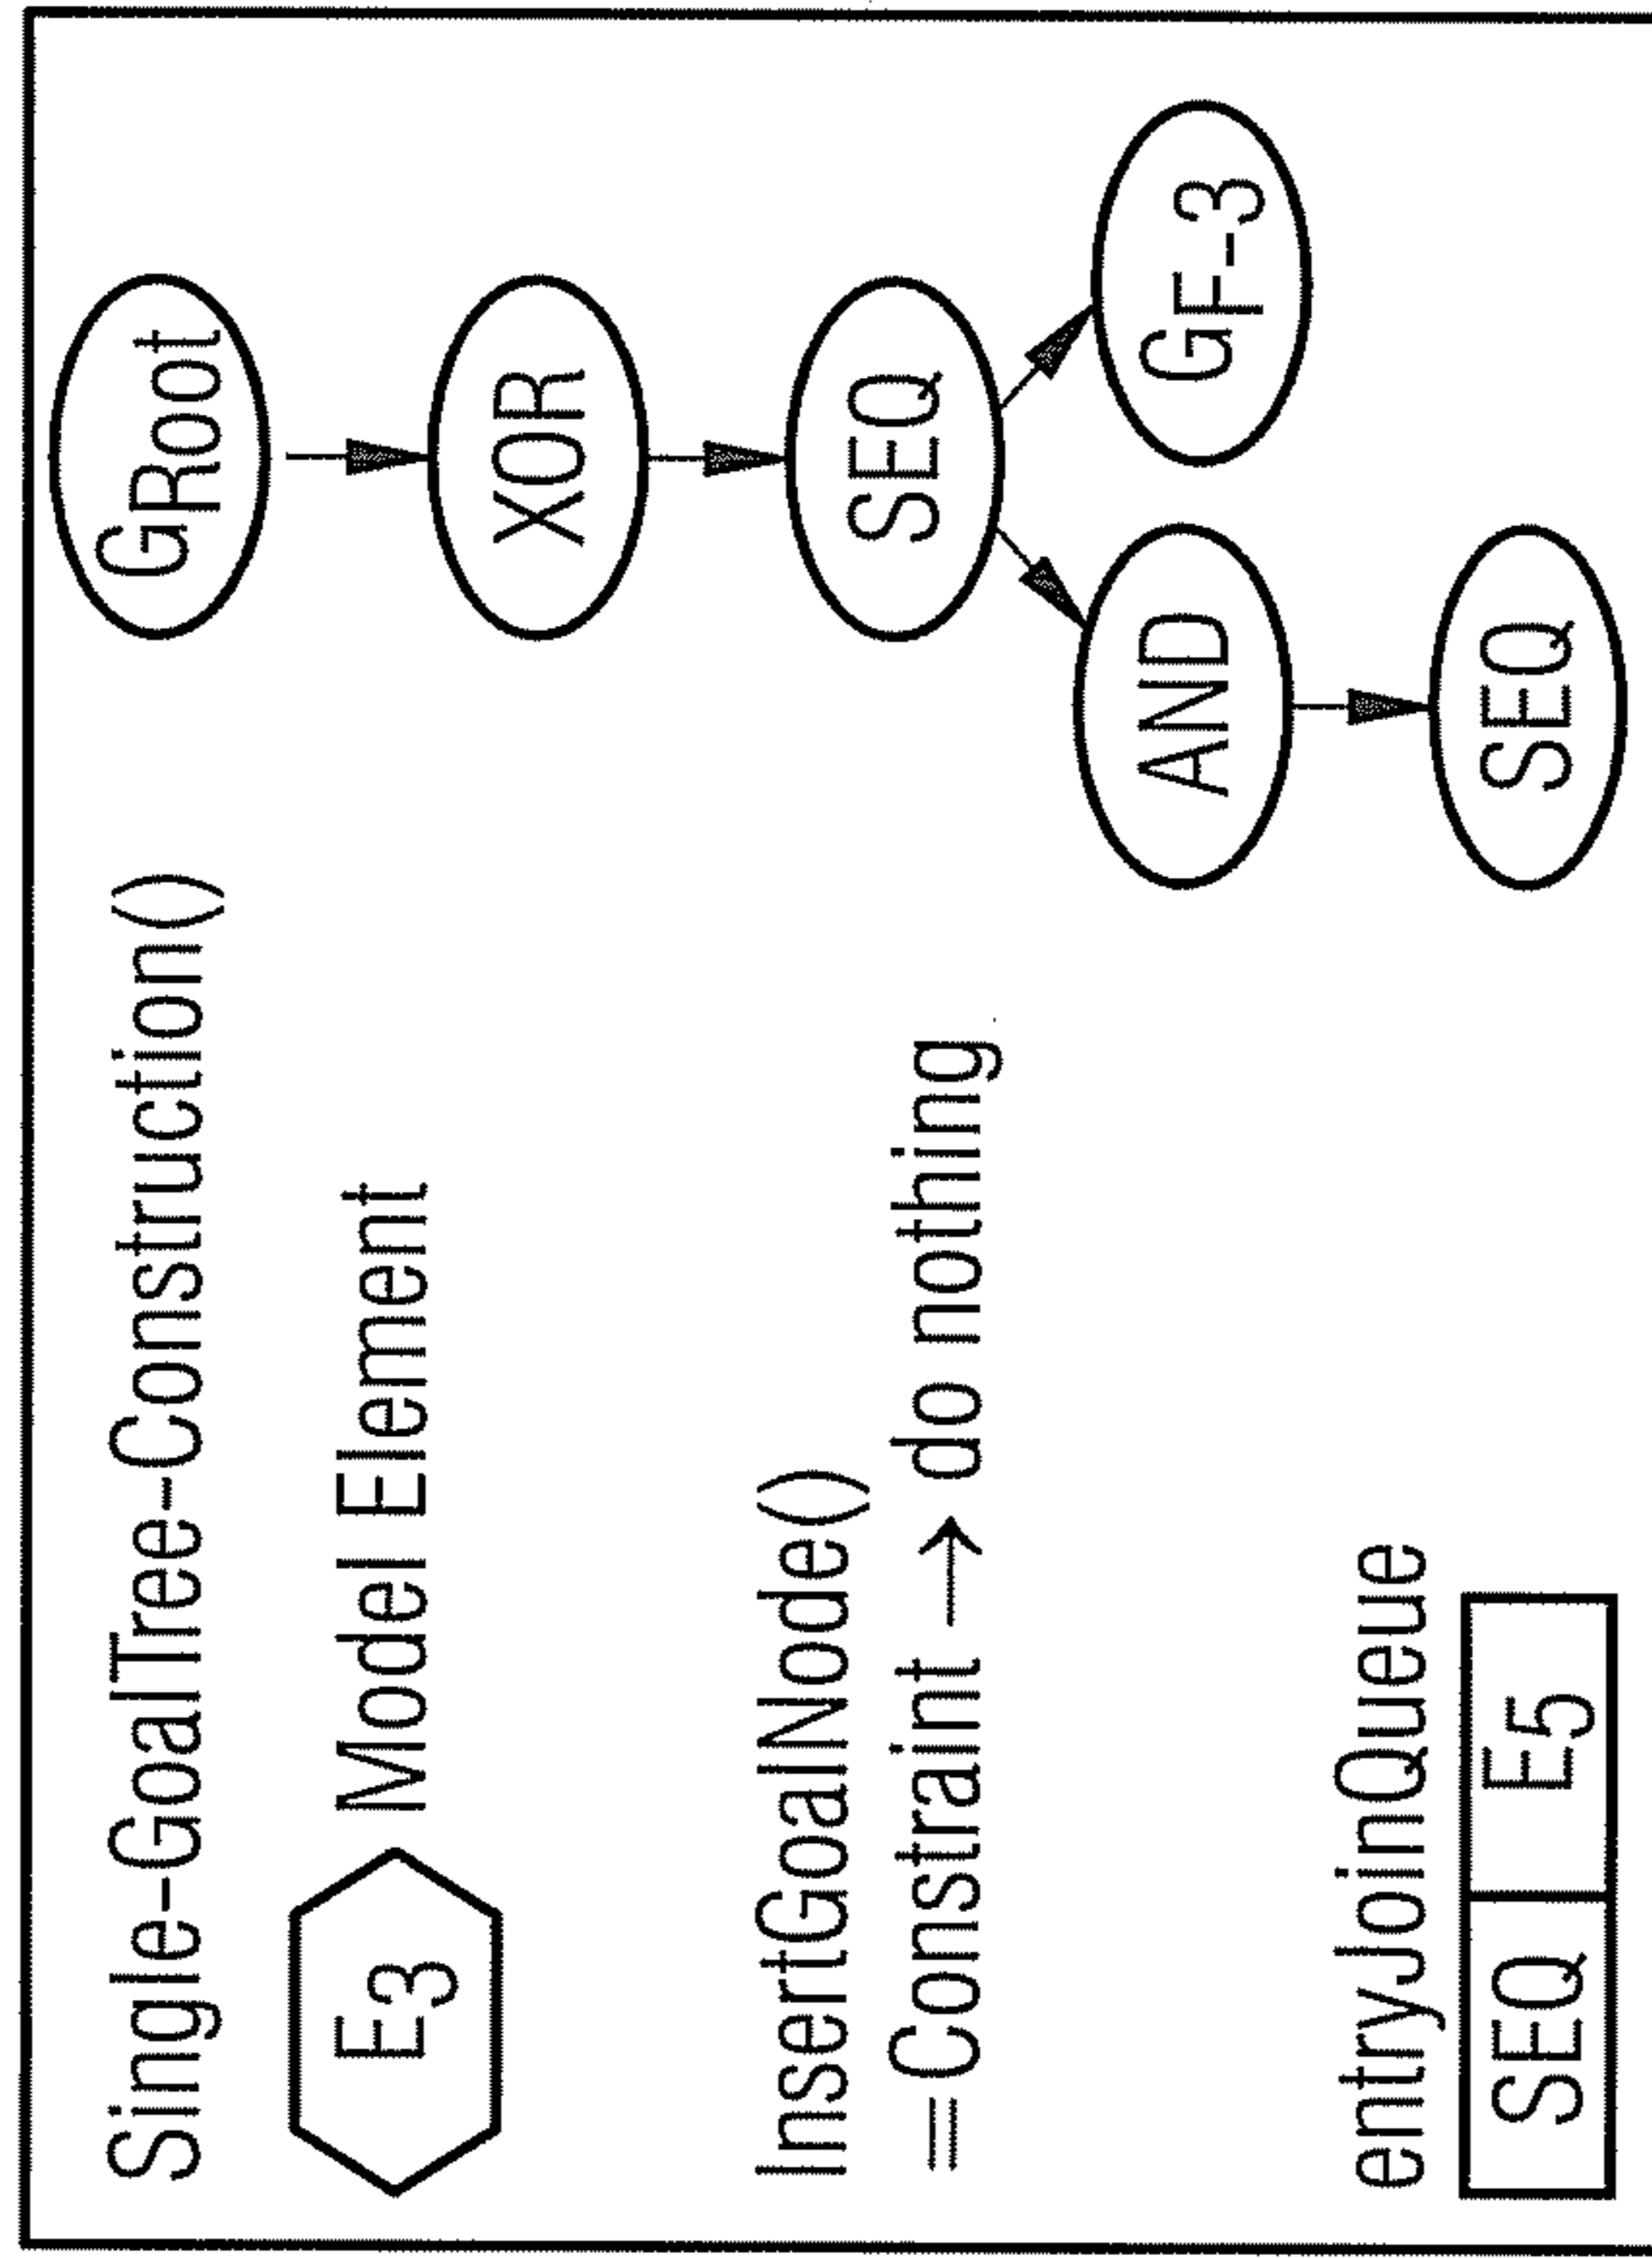 Single-GoalTree-Construction()
E3 Model Element
InsertGoalNode()
=Constraint → do nothing
entryJoinQueue
SEQ E5
GRoot
XOR
SEQ
AND
GF-3
SEQ